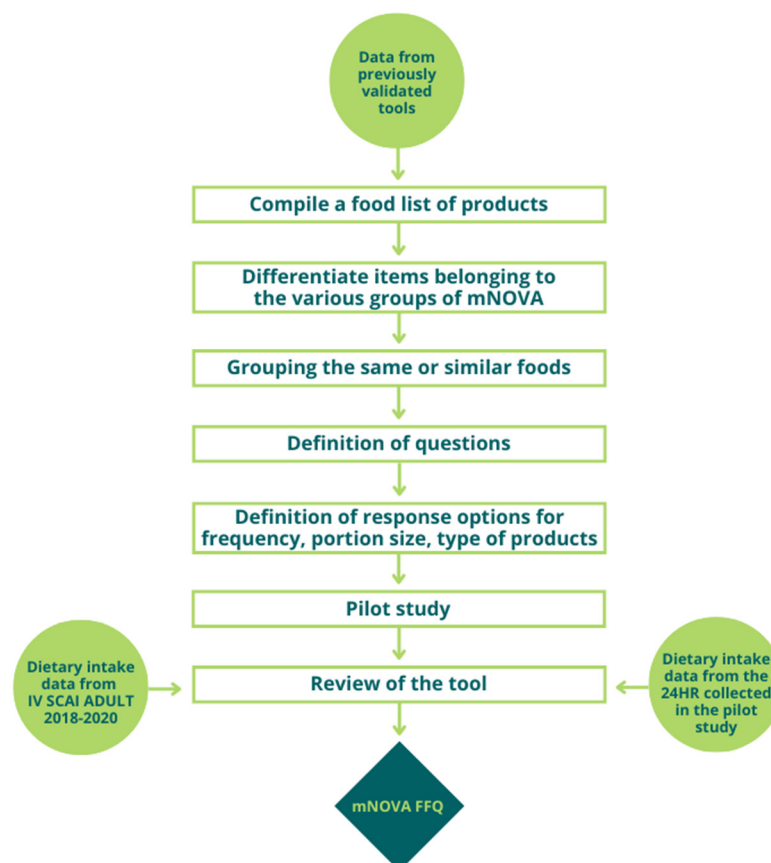 Data from
previously
validated
tools
Compile a food list of products
Differentiate items belonging to
the various groups of mNOVA
Grouping the same or similar foods
Definition of questions
Definition of response options for
frequency, portion size, type of products
Pilot study
Dietary intake
data from
IV SCAI ADULT
2018-2020
Review of the tool
Dietary intake
data from the
24HR collected
in the pilot
study
mNOVA FFQ